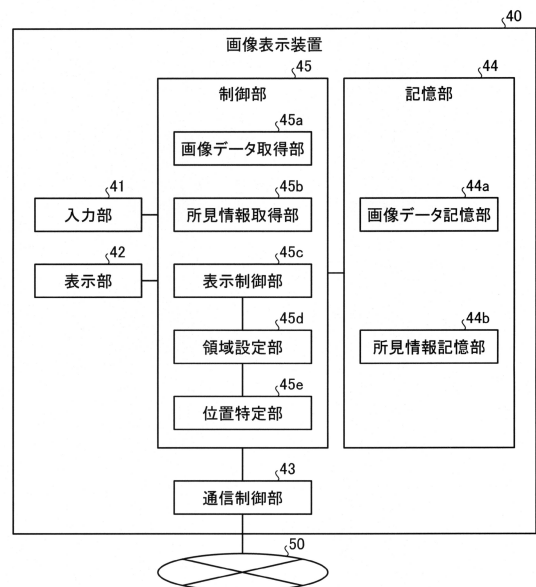 40
画像表示装置
45
制御部
44
記憶部
45a
画像データ取得部
41
入力部
45b
所見情報取得部
44a
画像データ記憶部
42
表示部
45c
表示制御部
45d
領域設定部
44b
所見情報記憶部
45e
位置特定部
43
通信制御部
50